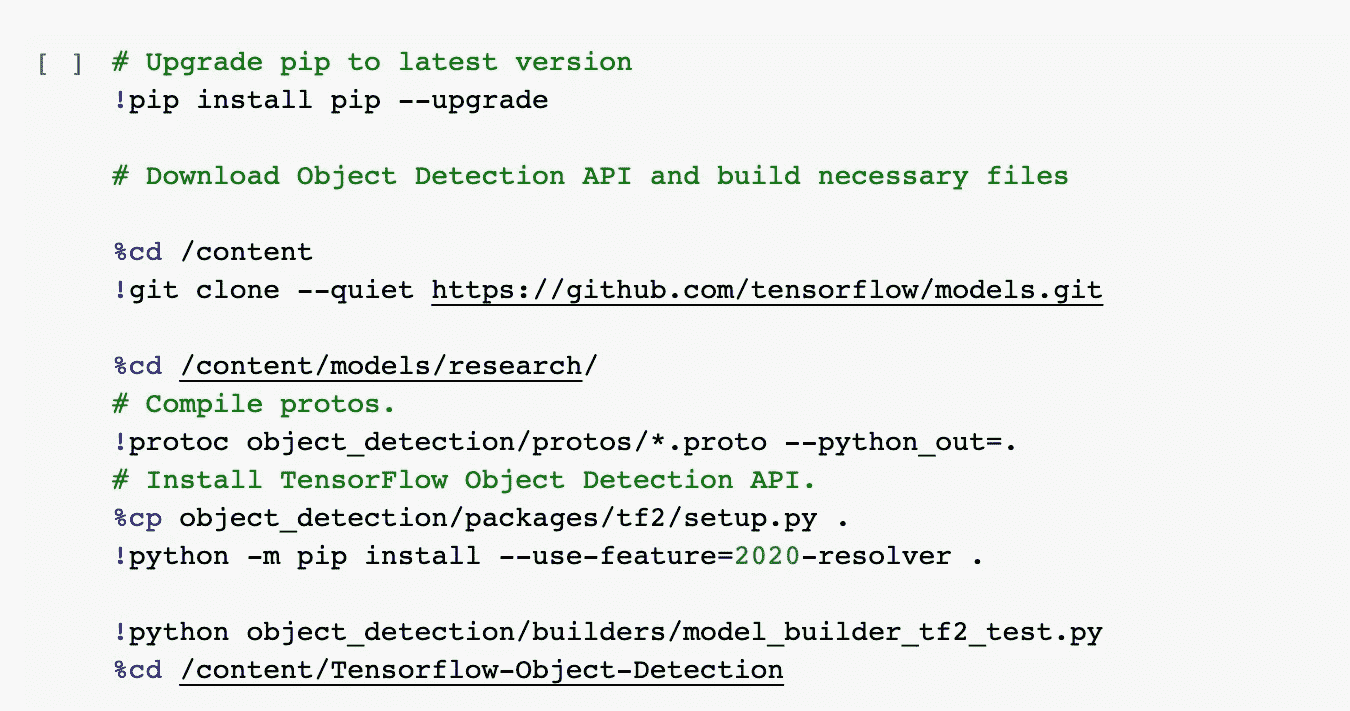 [ ] # Upgrade pip to latest version
!pip install pip --upgrade
# Download Object Detection API and build necessary files
%cd /content
!git clone --quiet https://github.com/tensorflow/models.git
%cd /content/models/research/
# Compile protos.
!protoc object_detection/protos/*.proto --python_out=.
# Install TensorFlow Object Detection API.
%cp object_detection/packages/tf2/setup.py .
!python -m pip install --use-feature=2020-resolver .
!python object_detection/builders/model_builder_tf2_test.py
%cd /content/Tensorflow-Object-Detection